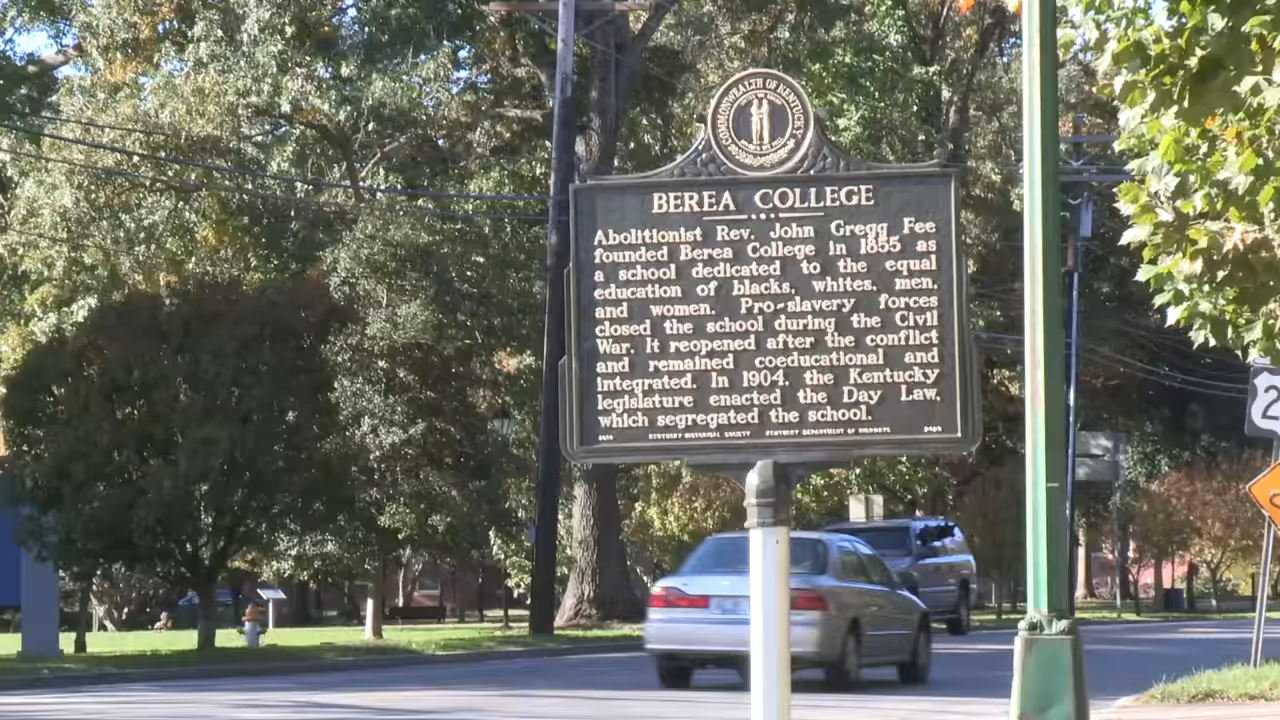 COMMONWEALTH OF KENTUCKY
BEREA COLLEGE
Abolitionist Rev. John Gregg Fee
founded Berea College in 1855 as
a school dedicated to the equal
education of blacks, whites, men,
and women. Pro-slavery forces
closed the school during the Civil
War. It reopened after the conflict
and remained coeducational and
integrated. In 1904, the Kentucky
legislature enacted the Day Law,
which segregated the school.
KENTUCKY HISTORICAL SOCIETY KENTUCKY DEPARTMENT OF HIGHWAYS
2